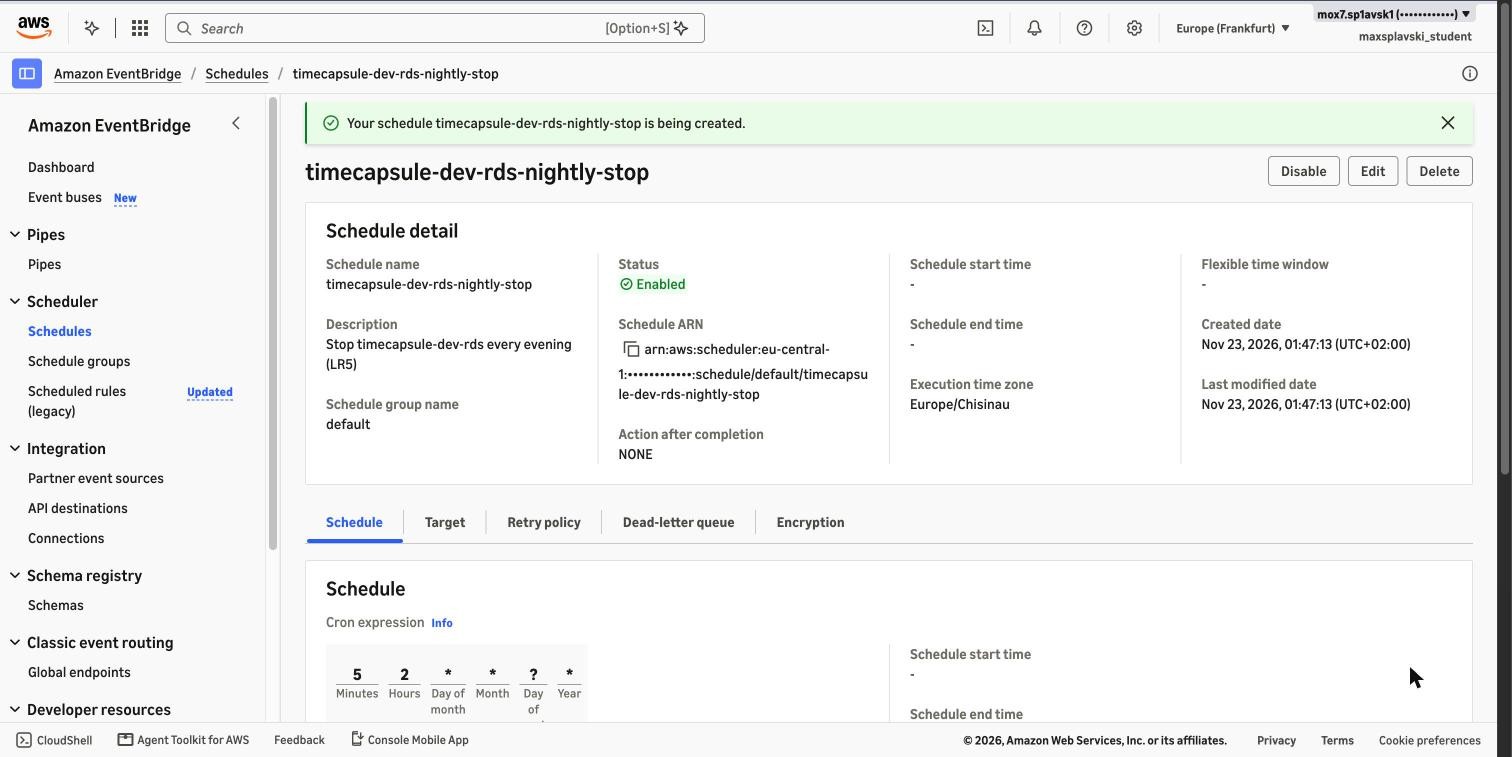 aws
Search
[Option+S]
Europe (Frankfurt)
mox7.sp1avsk1 (••••••••••••)
maxsplavski_student
Amazon EventBridge / Schedules / timecapsule-dev-rds-nightly-stop
Amazon EventBridge
Dashboard
Event buses New
Pipes
Pipes
Scheduler
Schedules
Schedule groups
Scheduled rules Updated
(legacy)
Integration
Partner event sources
API destinations
Connections
Schema registry
Schemas
Classic event routing
Global endpoints
Developer resources
Your schedule timecapsule-dev-rds-nightly-stop is being created.
timecapsule-dev-rds-nightly-stop
Disable Edit Delete
Schedule detail
Schedule name
timecapsule-dev-rds-nightly-stop
Description
Stop timecapsule-dev-rds every evening
(LR5)
Schedule group name
default
Status
Enabled
Schedule ARN
arn:aws:scheduler:eu-central-
1:••••••••••••:schedule/default/timecapsu
le-dev-rds-nightly-stop
Action after completion
NONE
Schedule start time
-
Schedule end time
-
Execution time zone
Europe/Chisinau
Flexible time window
-
Created date
Nov 23, 2026, 01:47:13 (UTC+02:00)
Last modified date
Nov 23, 2026, 01:47:13 (UTC+02:00)
Schedule Target Retry policy Dead-letter queue Encryption
Schedule
Cron expression Info
5 2 * * ? *
Minutes Hours Day of Month Day Year
month of
Schedule start time
-
Schedule end time
CloudShell Agent Toolkit for AWS Feedback Console Mobile App
© 2026, Amazon Web Services, Inc. or its affiliates. Privacy Terms Cookie preferences